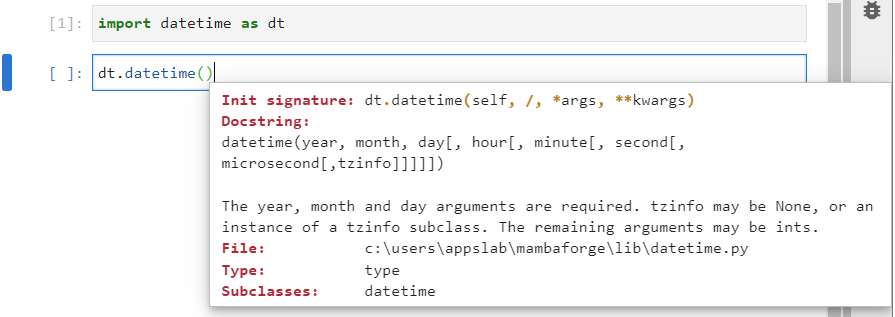 [1]: import datetime as dt
[ ]: dt.datetime()
Init signature: dt.datetime(self, /, *args, **kwargs)
Docstring:
datetime(year, month, day[, hour[, minute[, second[,
microsecond[,tzinfo]]]]])
The year, month and day arguments are required. tzinfo may be None, or an
instance of a tzinfo subclass. The remaining arguments may be ints.
File: c:\users\appslab\mambaforge\lib\datetime.py
Type: type
Subclasses: datetime